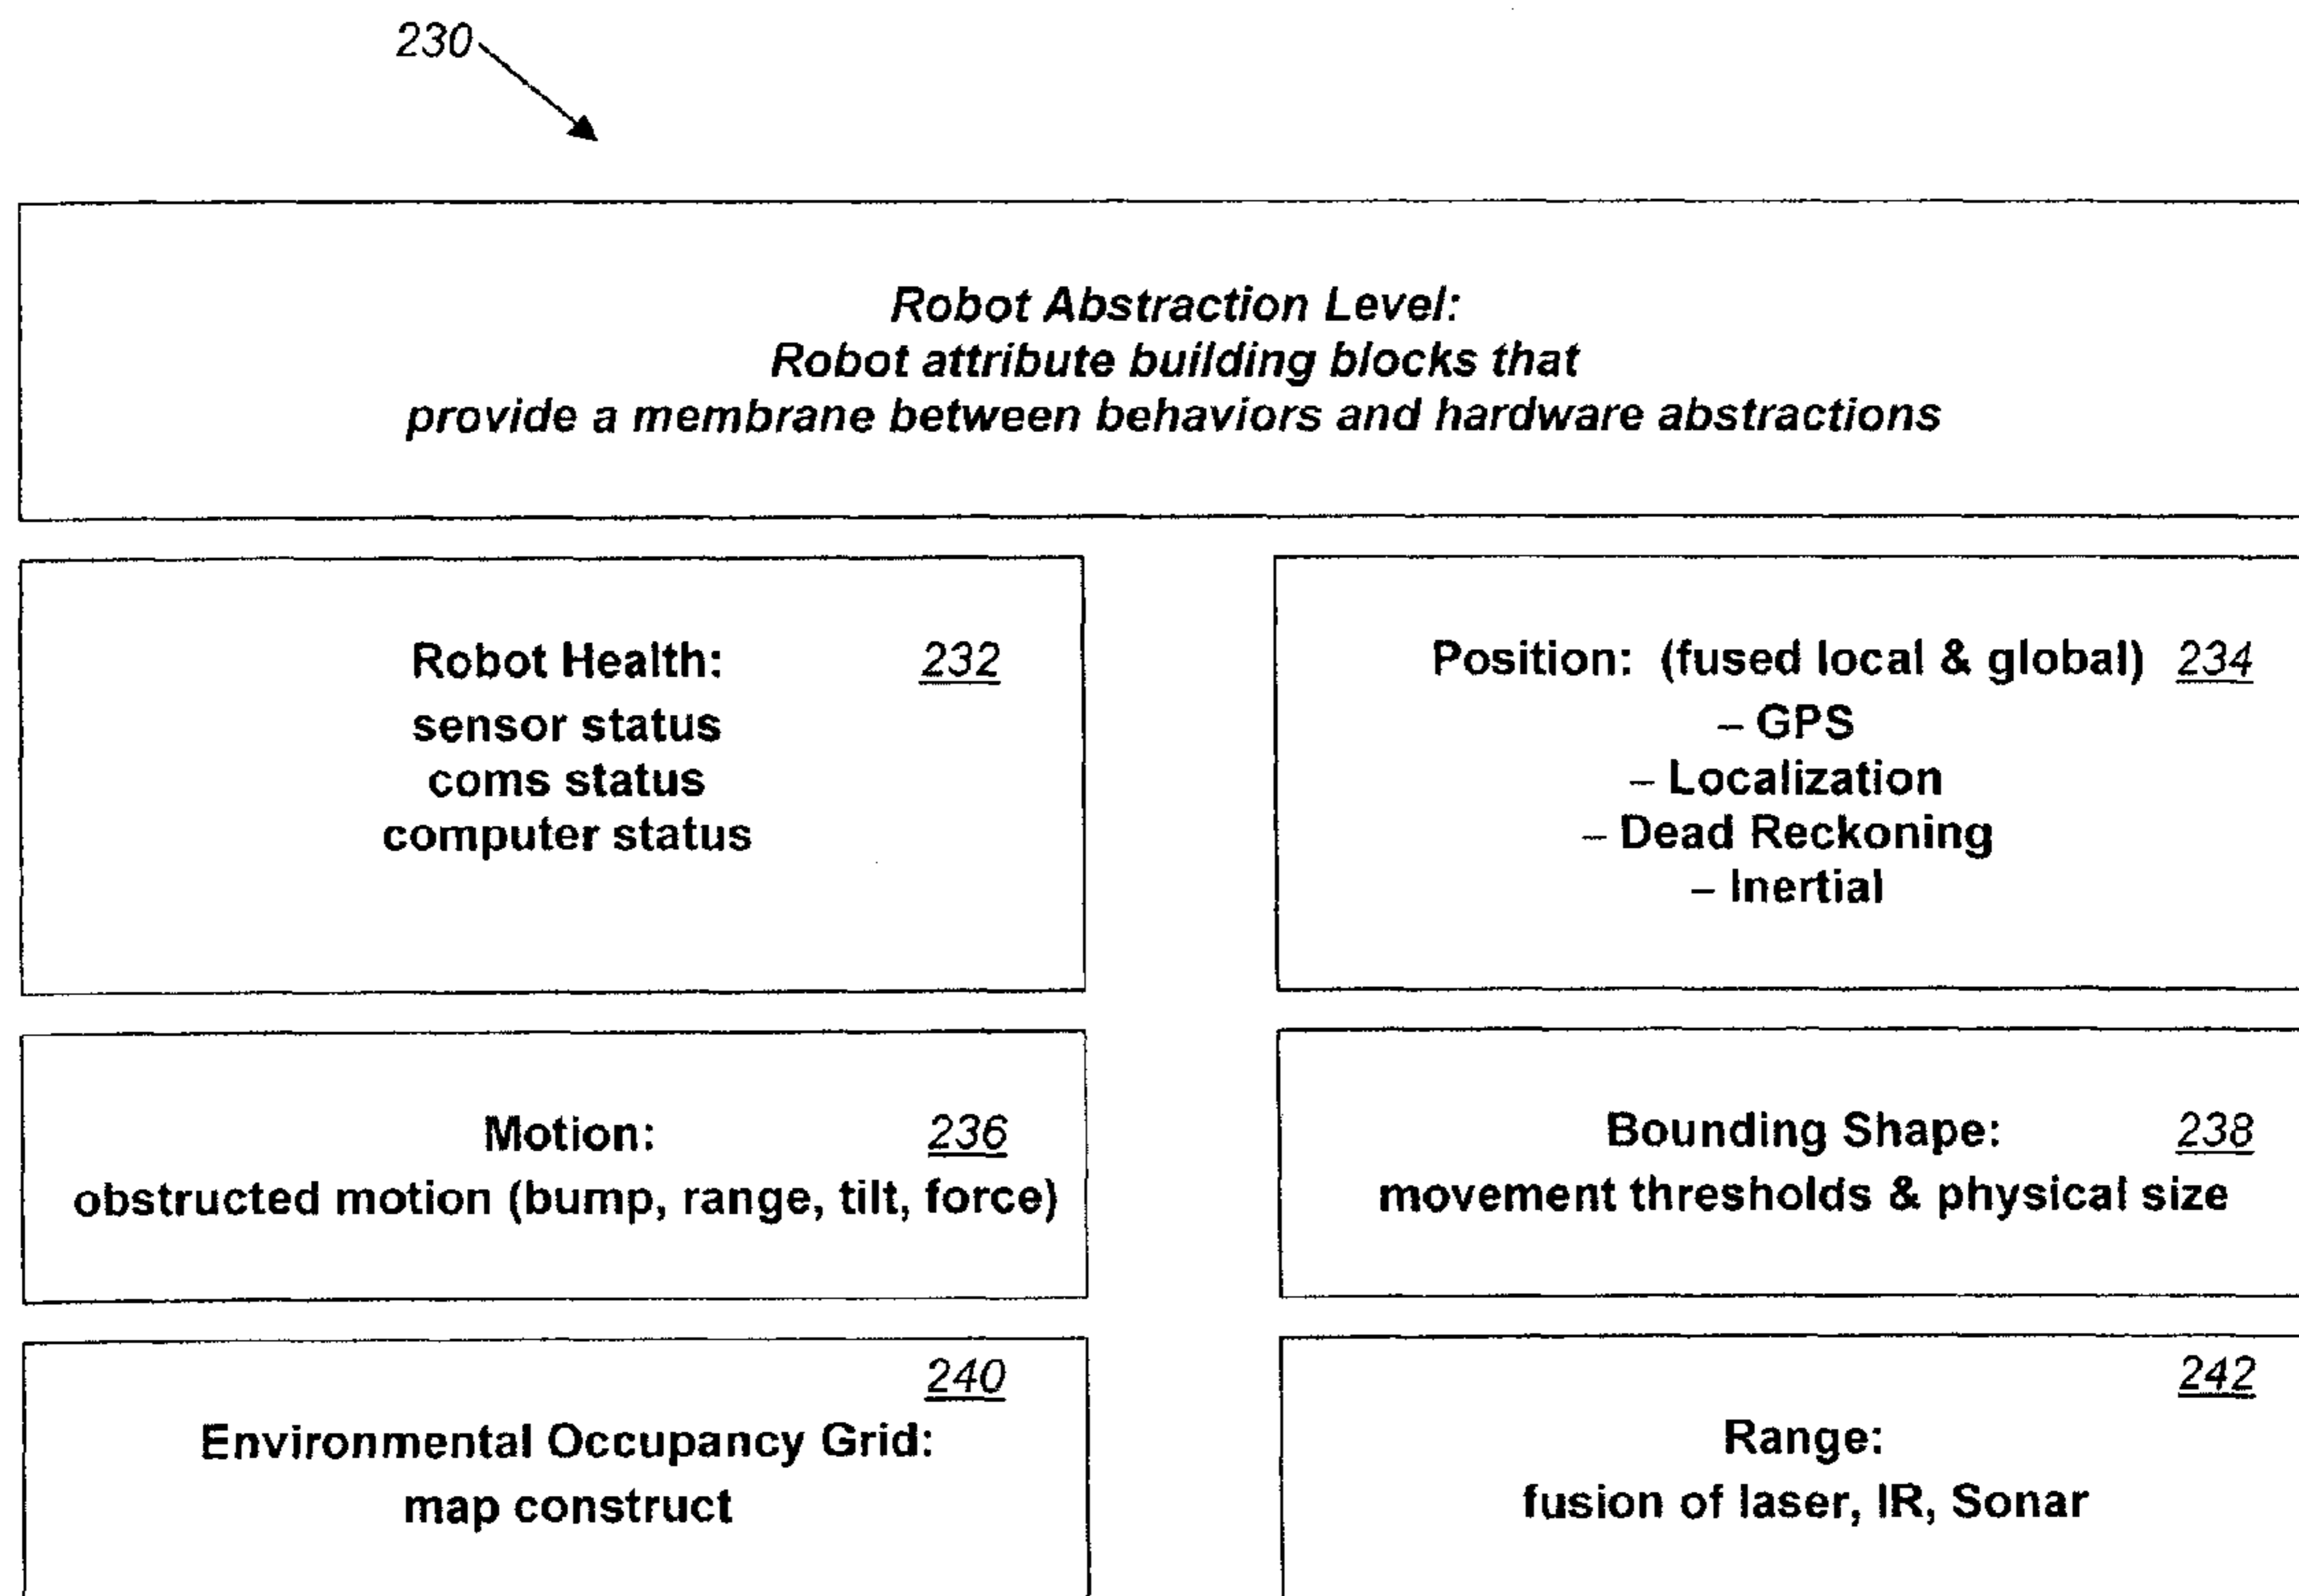 230
Robot Abstraction Level:
Robot attribute building blocks that
provide a membrane between behaviors and hardware abstractions
Robot Health: 232
sensor status
coms status
computer status
Position: (fused local & global) 234
– GPS
– Localization
– Dead Reckoning
– Inertial
Motion: 236
obstructed motion (bump, range, tilt, force)
Bounding Shape: 238
movement thresholds & physical size
240
Environmental Occupancy Grid:
map construct
242
Range:
fusion of laser, IR, Sonar